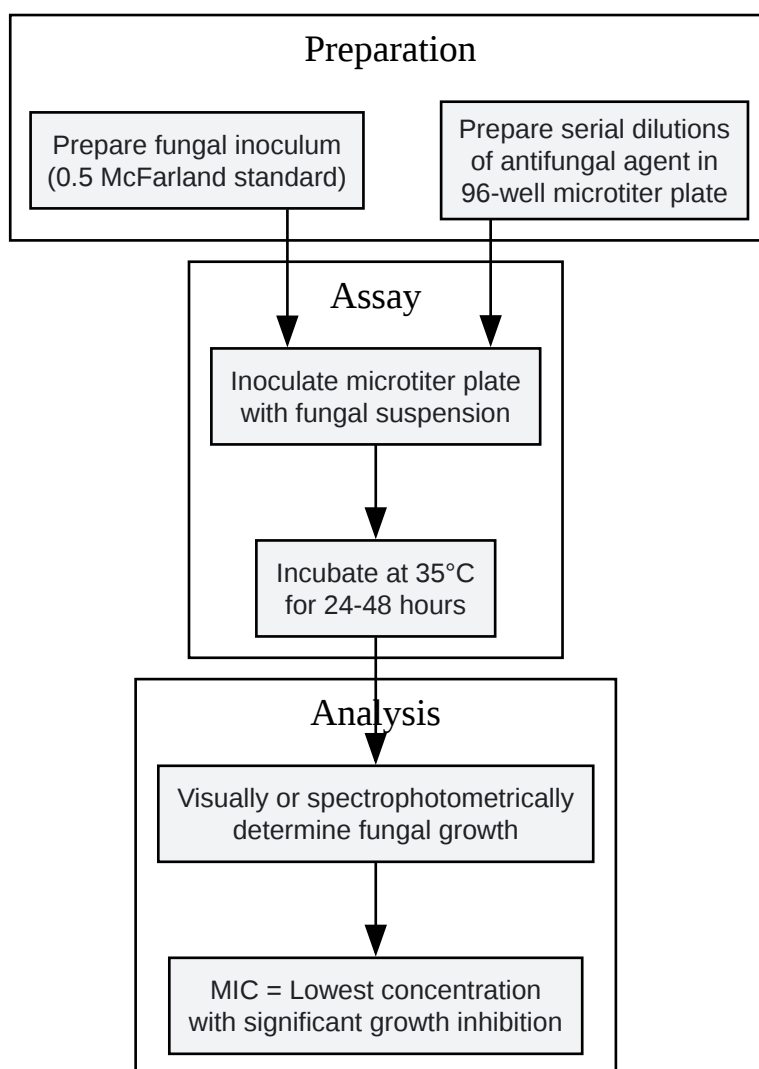 Preparation
Prepare fungal inoculum
(0.5 McFarland standard)
Prepare serial dilutions
of antifungal agent in
96-well microtiter plate
Assay
Inoculate microtiter plate
with fungal suspension
Incubate at 35°C
for 24-48 hours
Analysis
Visually or spectrophotometrically
determine fungal growth
MIC = Lowest concentration
with significant growth inhibition